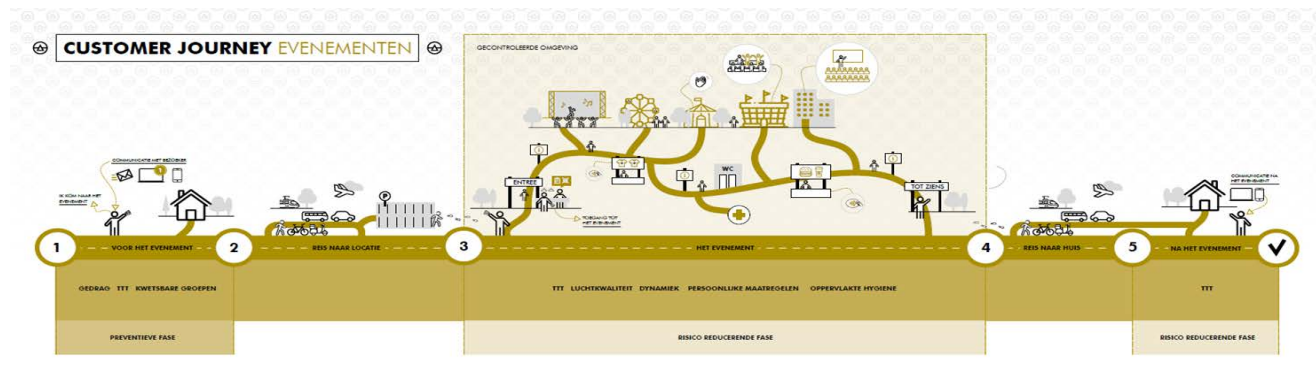 CUSTOMER JOURNEY EVENEMENTEN
GECONTROLEERDE OMGEVING
COMMUNICATIE MET BEZOEKER
1
IK KOM NAAR HET
EVENEMENT
P
ENTREE
TOEGANG TOT
HET EVENEMENT
WC
TOT ZIENS
COMMUNICATIE NA
HET EVENEMENT
1 VOOR HET EVENEMENT 2 REIS NAAR LOCATIE 3 HET EVENEMENT 4 REIS NAAR HUIS 5 NA HET EVENEMENT
GEDRAG TTT KWETSBARE GROEPEN
TTT LUCHTKWALITEIT DYNAMIEK PERSOONLIJKE MAATREGELEN OPPERVLAKTE HYGIENE
TTT
PREVENTIEVE FASE
RISICO REDUCERENDE FASE
RISICO REDUCERENDE FASE